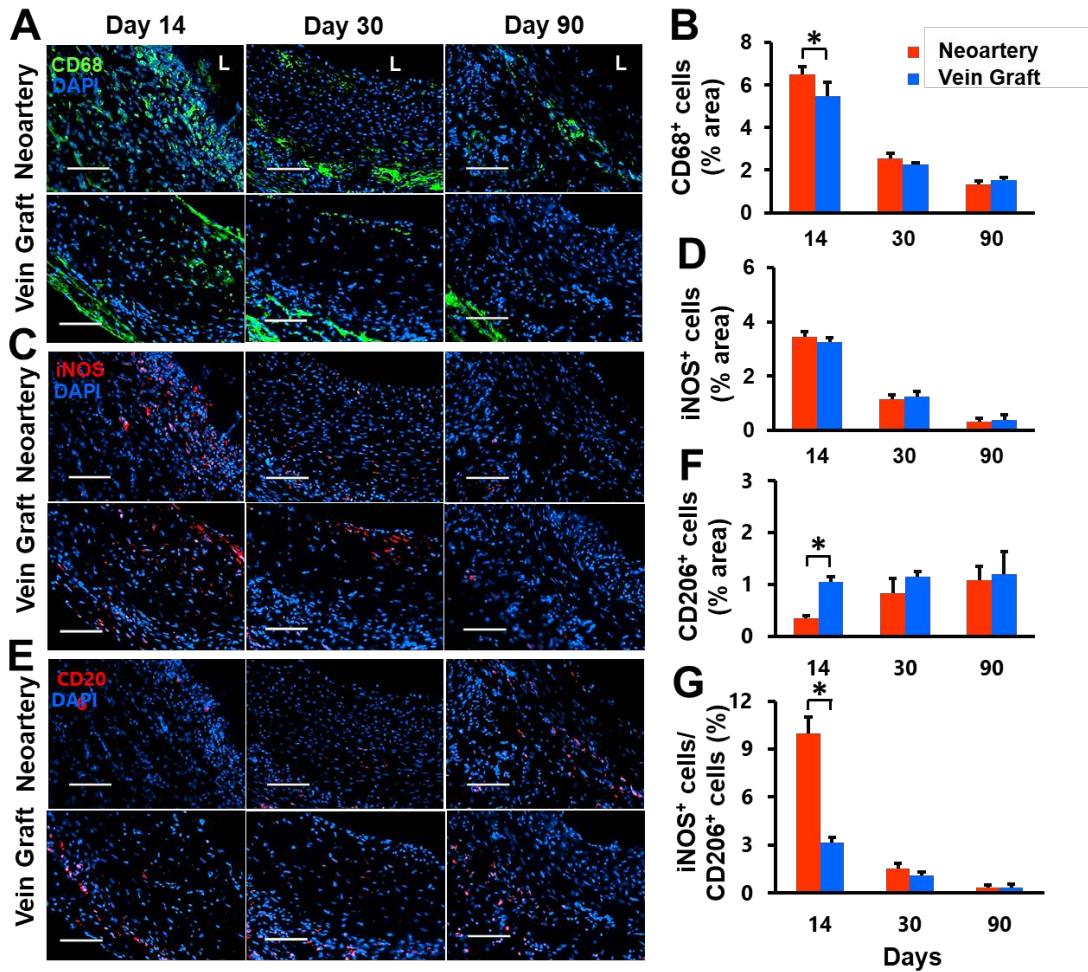 A
Day 14
Day 30
Day 90
Neoartery
CD68
DAPI
L
L
L
Vein Graft
C
Neoartery
iNOS
DAPI
Vein Graft
E
Neoartery
CD20
6
DAPI
Vein Graft
B
CD68⁺ cells
(% area)
8
6
4
2
0
*
Neoartery
Vein Graft
14
30
90
D
iNOS⁺ cells
(% area)
6
4
2
0
14
30
90
F
CD206⁺ cells
(% area)
3
2
1
0
*
14
30
90
G
iNOS⁺ cells/
CD206⁺ cells (%)
12
9
6
3
0
*
14
30
90
Days